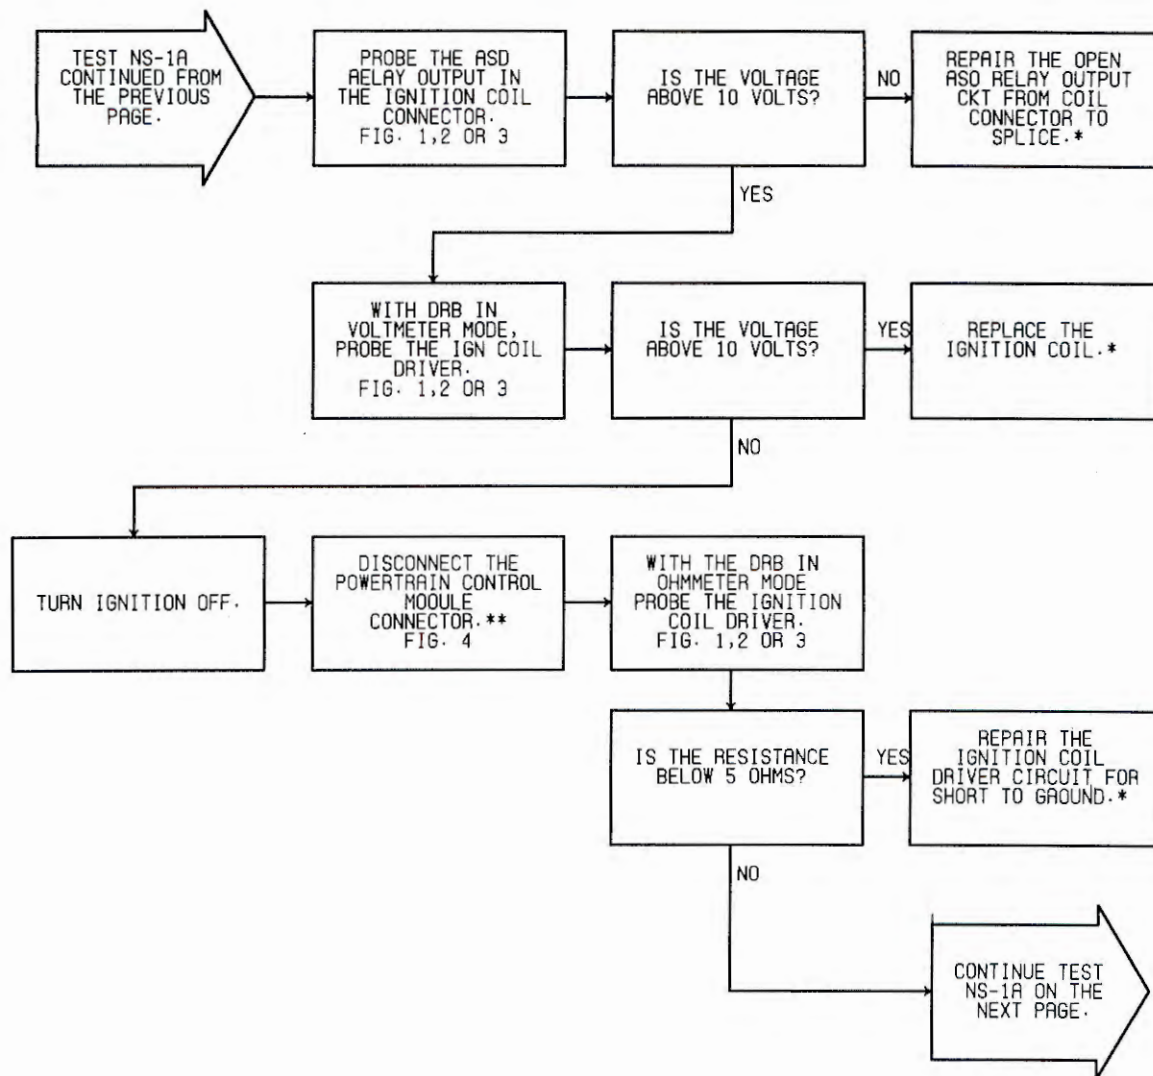 TEST NS-1A
CONTINUED FROM
THE PREVIOUS
PAGE.
PROBE THE ASD
RELAY OUTPUT IN
THE IGNITION COIL
CONNECTOR.
FIG. 1,2 OR 3
IS THE VOLTAGE
ABOVE 10 VOLTS?
NO
REPAIR THE OPEN
ASD RELAY OUTPUT
CKT FROM COIL
CONNECTOR TO
SPLICE.*
YES
WITH DRB IN
VOLTMETER MODE,
PROBE THE IGN COIL
DRIVER.
FIG. 1,2 OR 3
IS THE VOLTAGE
ABOVE 10 VOLTS?
YES
REPLACE THE
IGNITION COIL.*
NO
TURN IGNITION OFF.
DISCONNECT THE
POWERTRAIN CONTROL
MODULE
CONNECTOR.**
FIG. 4
WITH THE DRB IN
OHMMETER MODE
PROBE THE IGNITION
COIL DRIVER.
FIG. 1,2 OR 3
IS THE RESISTANCE
BELOW 5 OHMS?
YES
REPAIR THE
IGNITION COIL
DRIVER CIRCUIT FOR
SHORT TO GROUND.*
NO
CONTINUE TEST
NS-1A ON THE
NEXT PAGE.